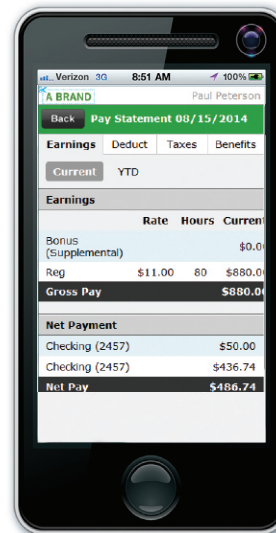 Verizon 3G 8:51 AM 100%
A BRAND Paul Peterson
Back Pay Statement 08/15/2014
Earnings Deduct Taxes Benefits
Current YTD
Earnings
Rate Hours Current
Bonus
(Supplemental) $0.00
Reg $11.00 80 $880.00
Gross Pay $880.00
Net Payment
Checking (2457) $50.00
Checking (2457) $436.74
Net Pay $486.74